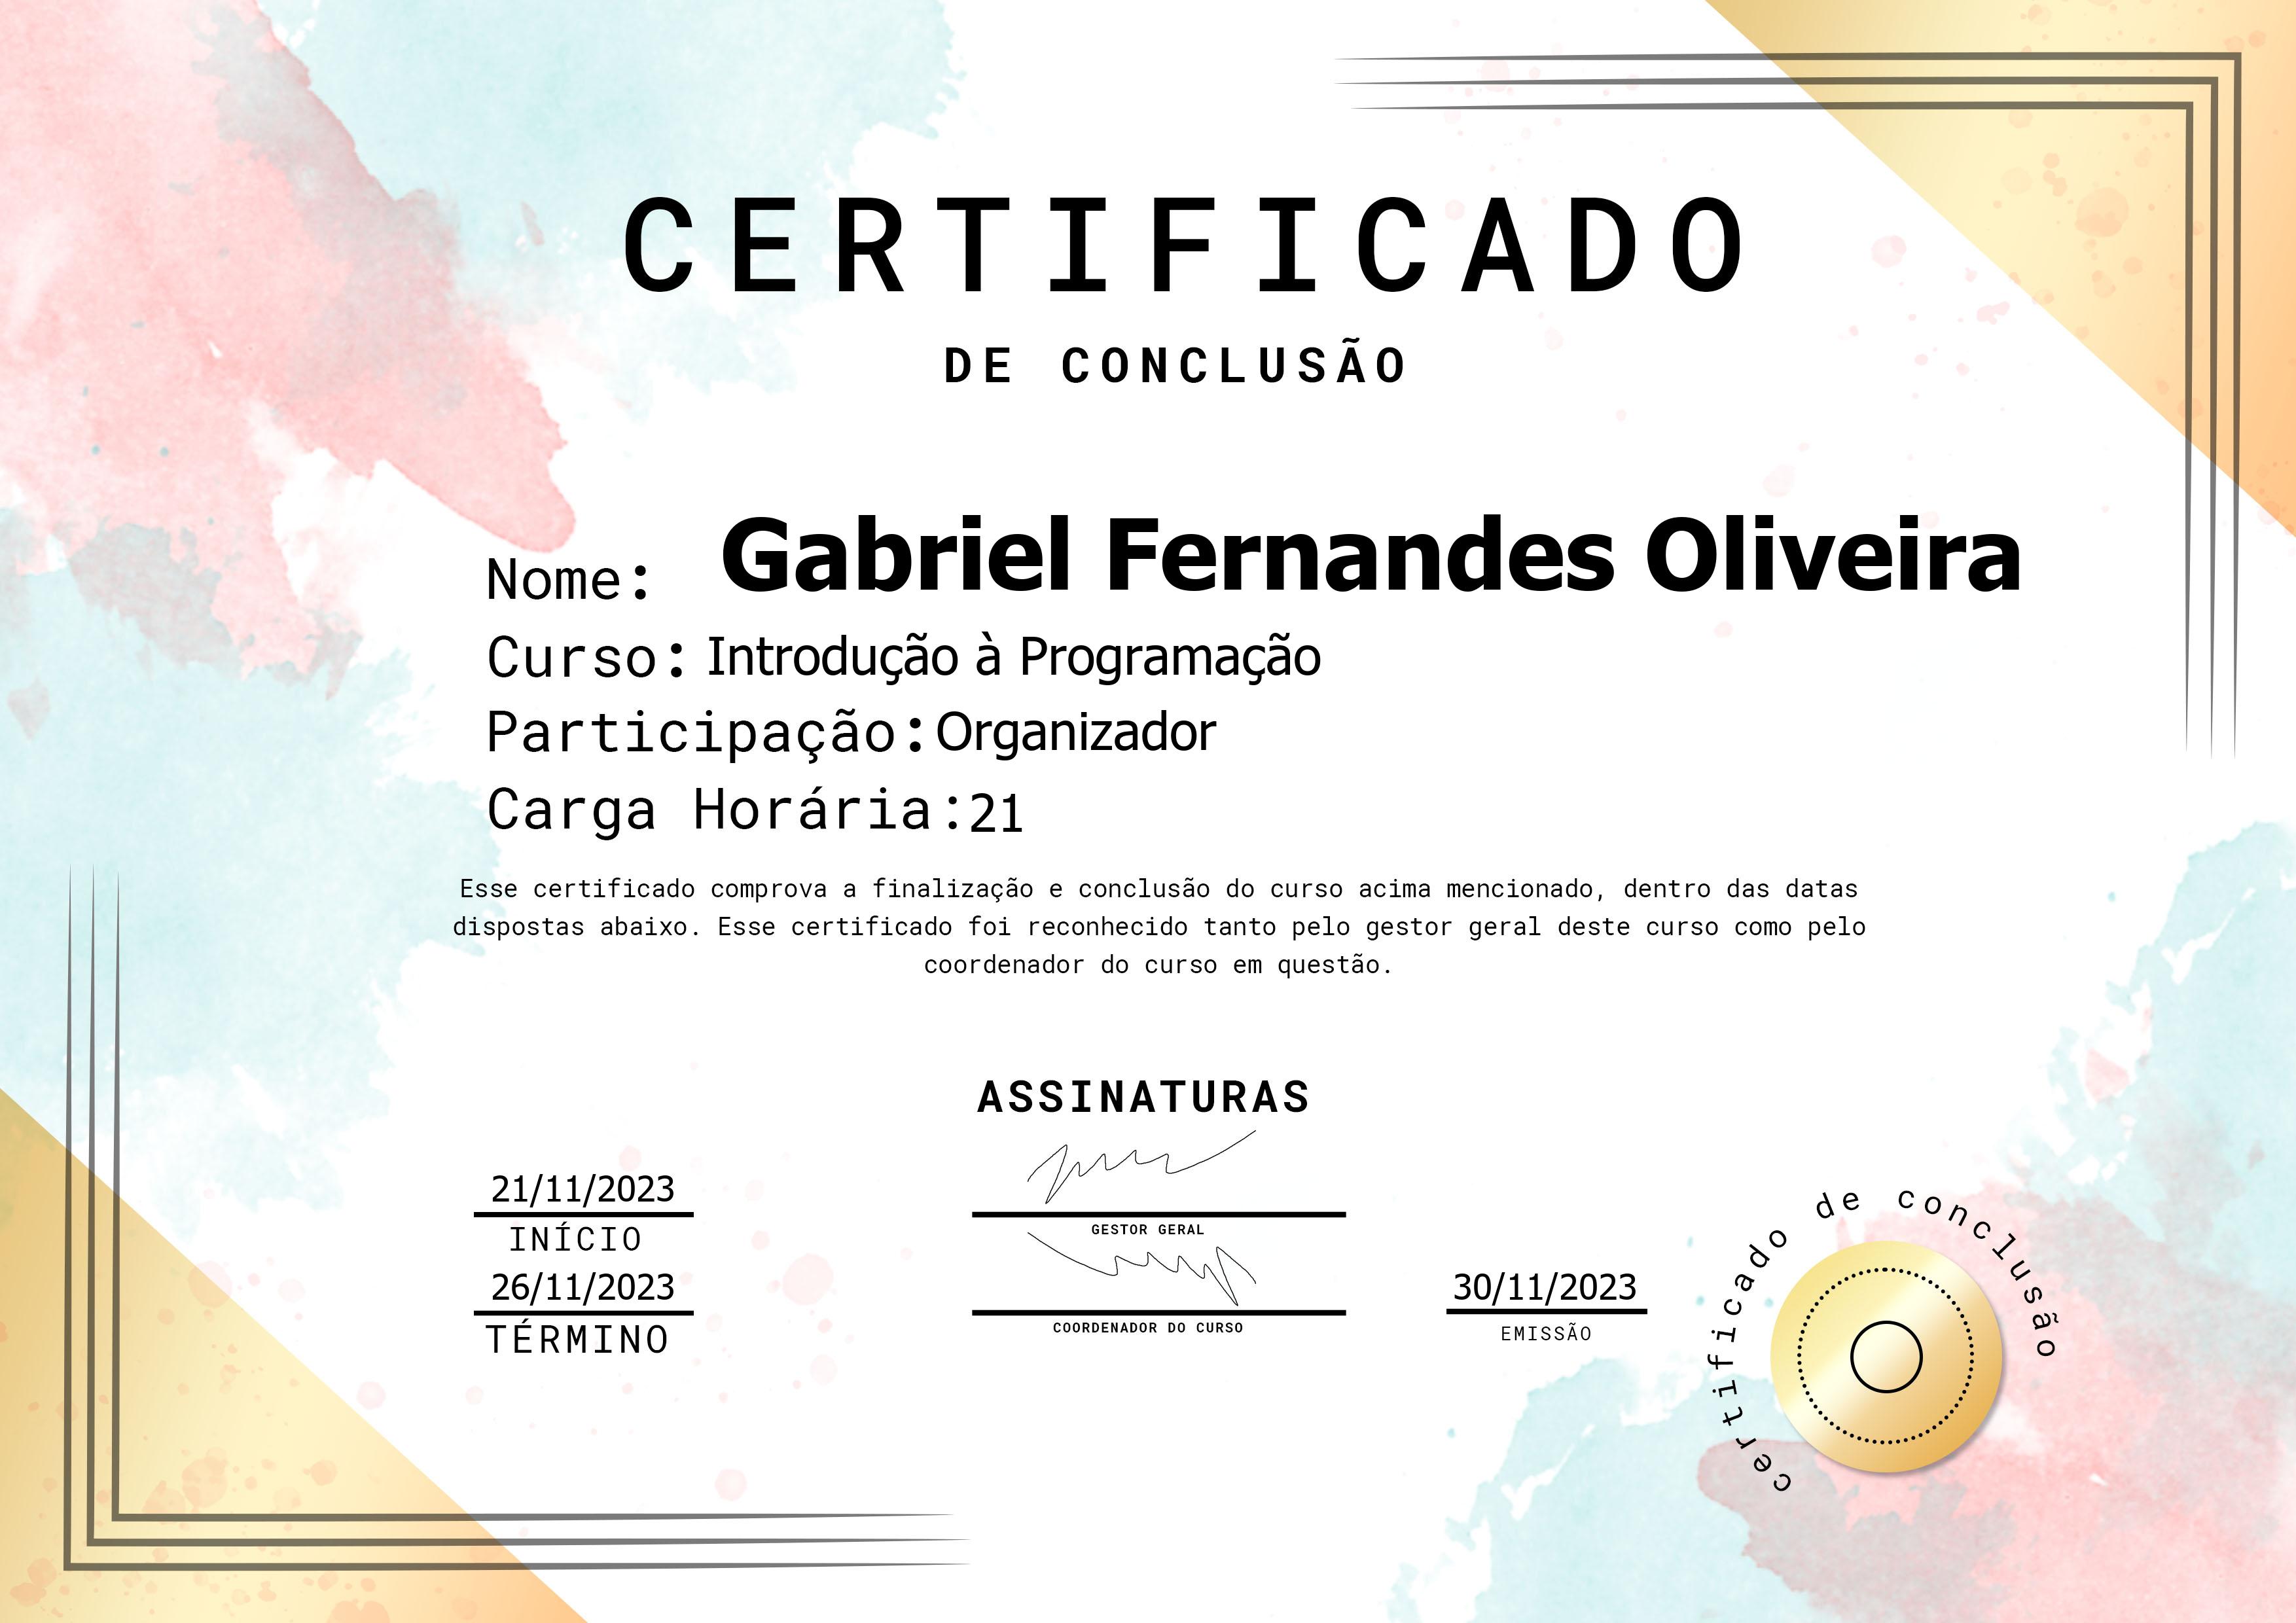 CERTIFICADO
DE CONCLUSÃO
Nome: Gabriel Fernandes Oliveira
Curso: Introdução à Programação
Participação: Organizador
Carga Horária: 21
Esse certificado comprova a finalização e conclusão do curso acima mencionado, dentro das datas
dispostas abaixo. Esse certificado foi reconhecido tanto pelo gestor geral deste curso como pelo
coordenador do curso em questão.
ASSINATURAS
21/11/2023
INÍCIO
26/11/2023
TÉRMINO
GESTOR GERAL
COORDENADOR DO CURSO
30/11/2023
EMISSÃO
certificado de conclusão